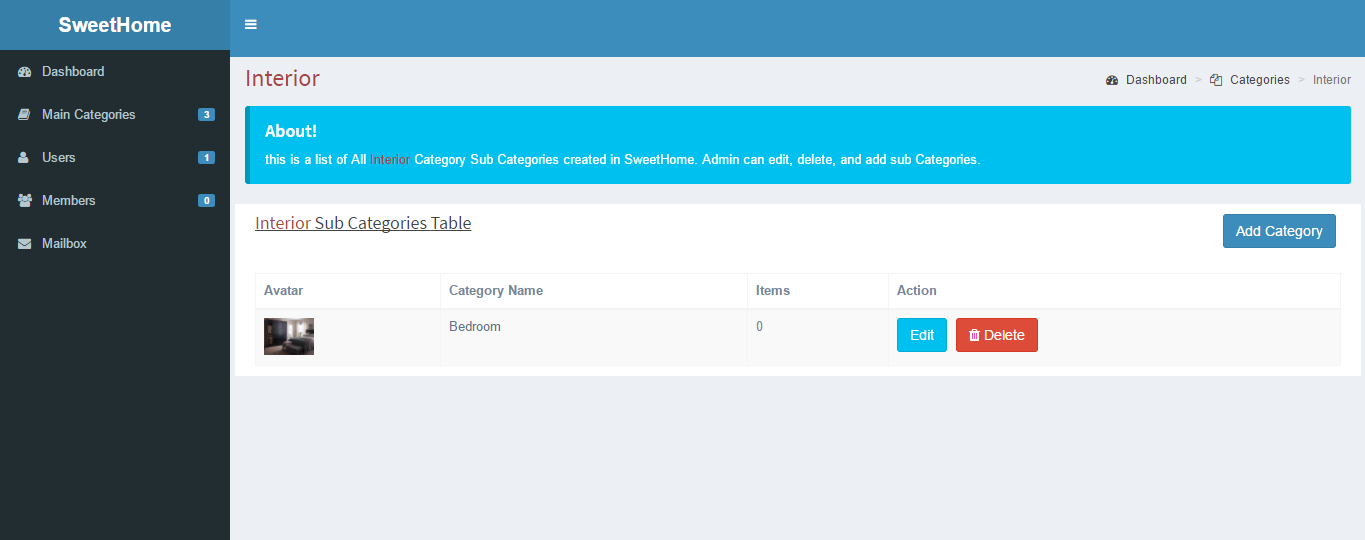 SweetHome
Dashboard
Main Categories 3
Users 1
Members 0
Mailbox
Interior
Dashboard > Categories > Interior
About!
this is a list of All Interior Category Sub Categories created in SweetHome. Admin can edit, delete, and add sub Categories.
Interior Sub Categories Table
Add Category
Avatar Category Name Items Action
Bedroom 0 Edit Delete